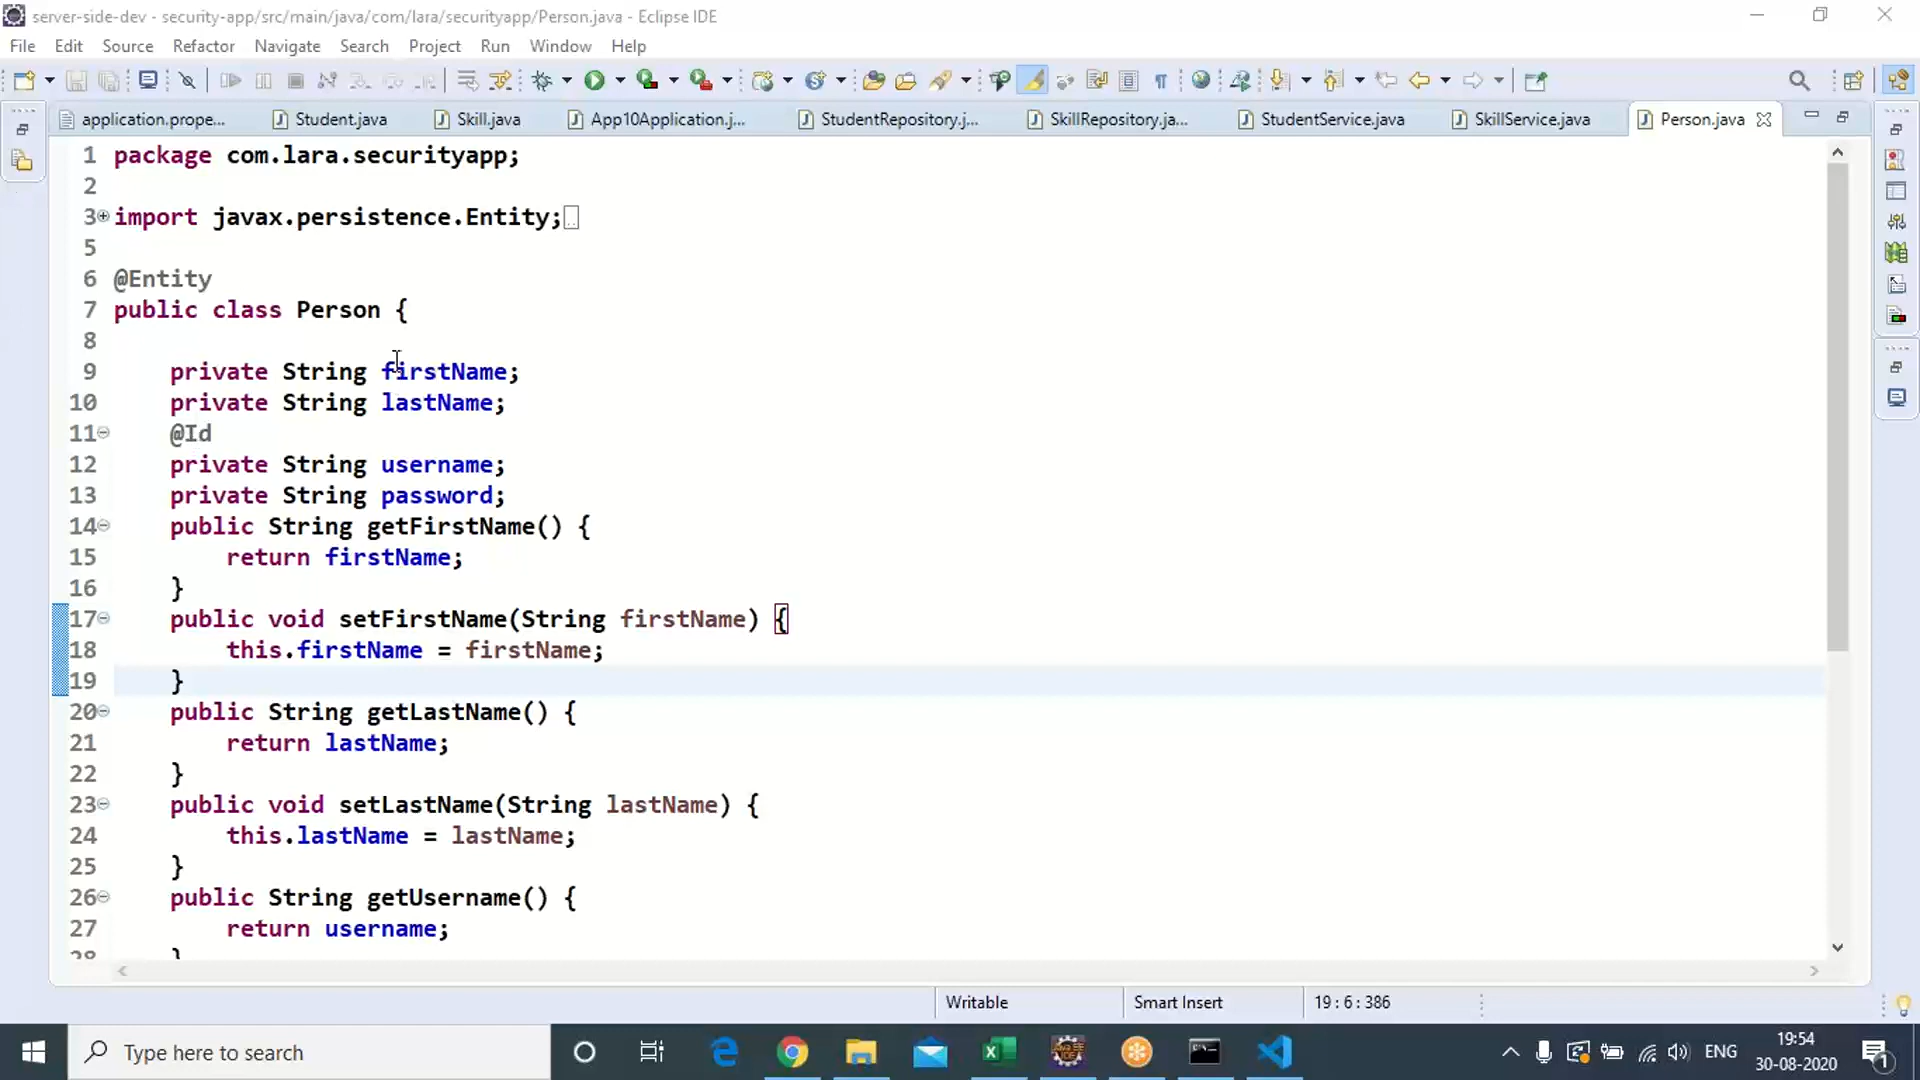 server-side-dev - security-app/src/main/java/com/lara/securityapp/Person.java - Eclipse IDE
File Edit Source Refactor Navigate Search Project Run Window Help
application.prope... Student.java Skill.java App10Application.j... StudentRepository.j... SkillRepository.ja... StudentService.java SkillService.java Person.java
1 package com.lara.securityapp;
2
3 import javax.persistence.Entity;
5
6 @Entity
7 public class Person {
8
9 private String firstName;
10 private String lastName;
11 @Id
12 private String username;
13 private String password;
14 public String getFirstName() {
15 return firstName;
16 }
17 public void setFirstName(String firstName) {
18 this.firstName = firstName;
19 }
20 public String getLastName() {
21 return lastName;
22 }
23 public void setLastName(String lastName) {
24 this.lastName = lastName;
25 }
26 public String getUsername() {
27 return username;
28 }
Writable Smart Insert 19 : 6 : 386
Type here to search
ENG
19:54
30-08-2020
1